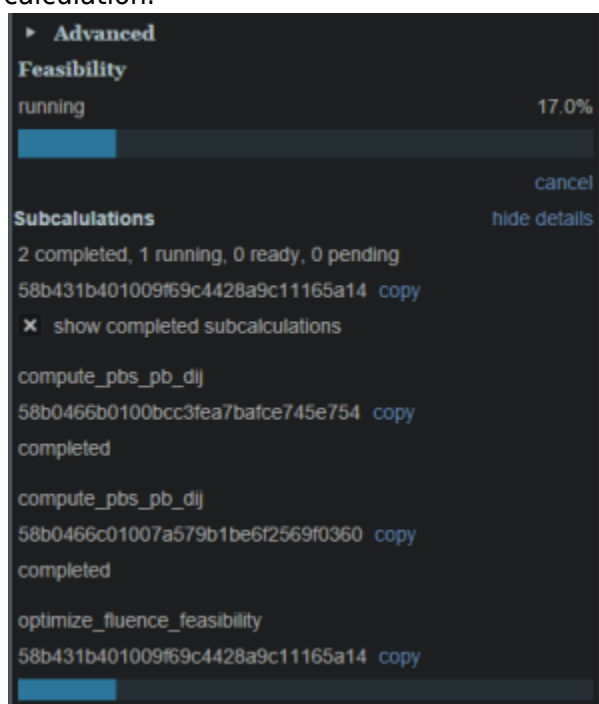 calculation.
▸ Advanced
Feasibility
running 17.0%
cancel
Subcalulations hide details
2 completed, 1 running, 0 ready, 0 pending
58b431b401009f69c4428a9c11165a14 copy
× show completed subcalculations
compute_pbs_pb_dij
58b0466b0100bcc3fea7bafce745e754 copy
completed
compute_pbs_pb_dij
58b0466c01007a579b1be6f2569f0360 copy
completed
optimize_fluence_feasibility
58b431b401009f69c4428a9c11165a14 copy